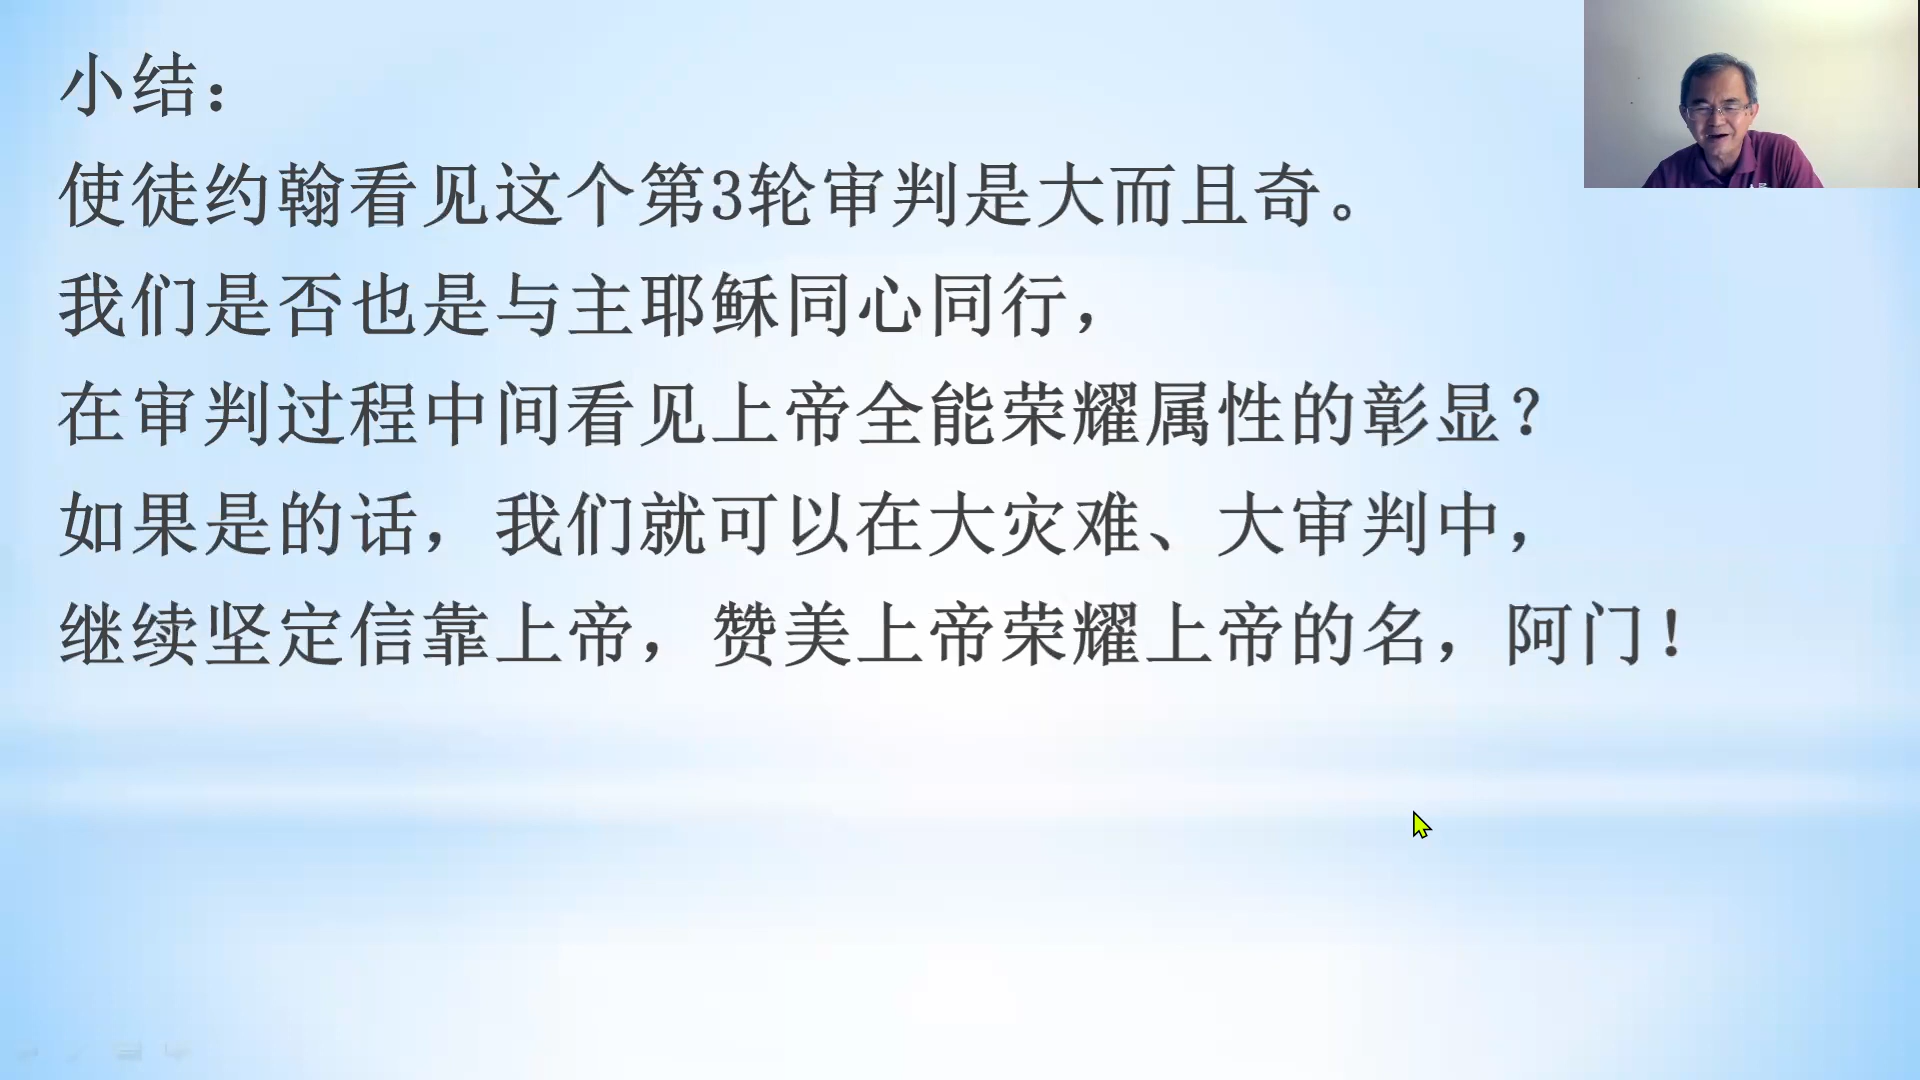 小结：
使徒约翰看见这个第3轮审判是大而且奇。
我们是否也是与主耶稣同心同行，
在审判过程中间看见上帝全能荣耀属性的彰显？
如果是的话，我们就可以在大灾难、大审判中，
继续坚定信靠上帝，赞美上帝荣耀上帝的名，阿门！